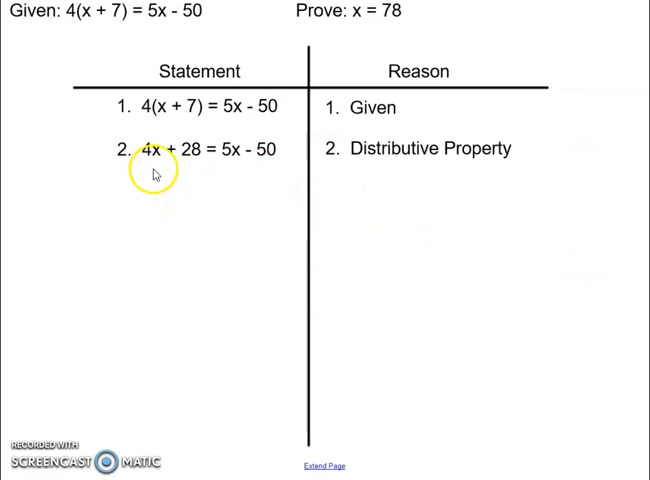 Given: 4(x + 7) = 5x - 50 Prove: x = 78
Statement Reason
1. 4(x + 7) = 5x - 50 1. Given
2. 4x + 28 = 5x - 50 2. Distributive Property
RECORDED WITH
SCREENCAST MATIC
Extend Page